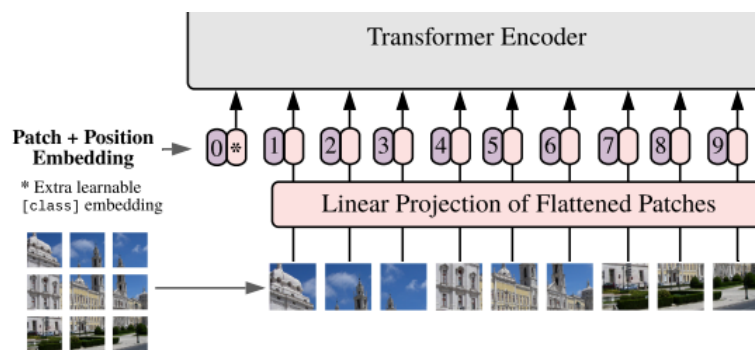 Transformer Encoder
Patch + Position
Embedding
0 * 1 2 3 4 5 6 7 8 9
* Extra learnable
[class] embedding
Linear Projection of Flattened Patches